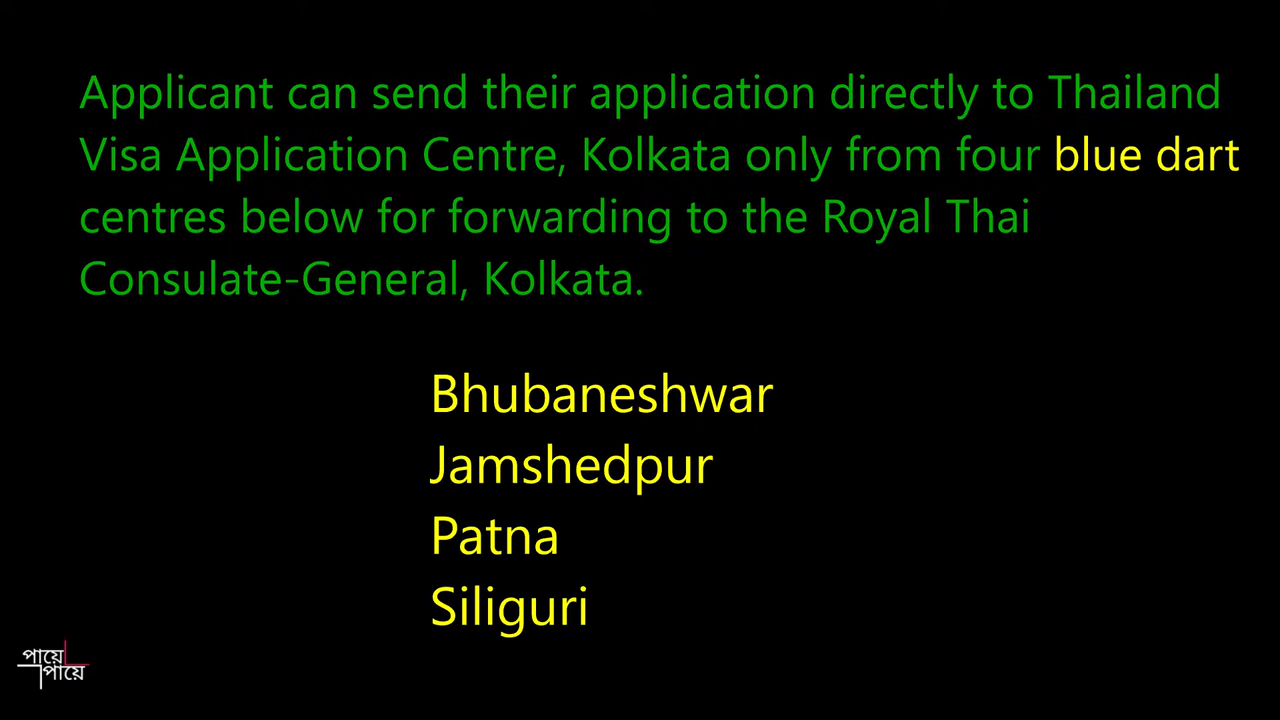 Applicant can send their application directly to Thailand
Visa Application Centre, Kolkata only from four blue dart
centres below for forwarding to the Royal Thai
Consulate-General, Kolkata.
Bhubaneshwar
Jamshedpur
Patna
Siliguri
পায়ে
পায়ে